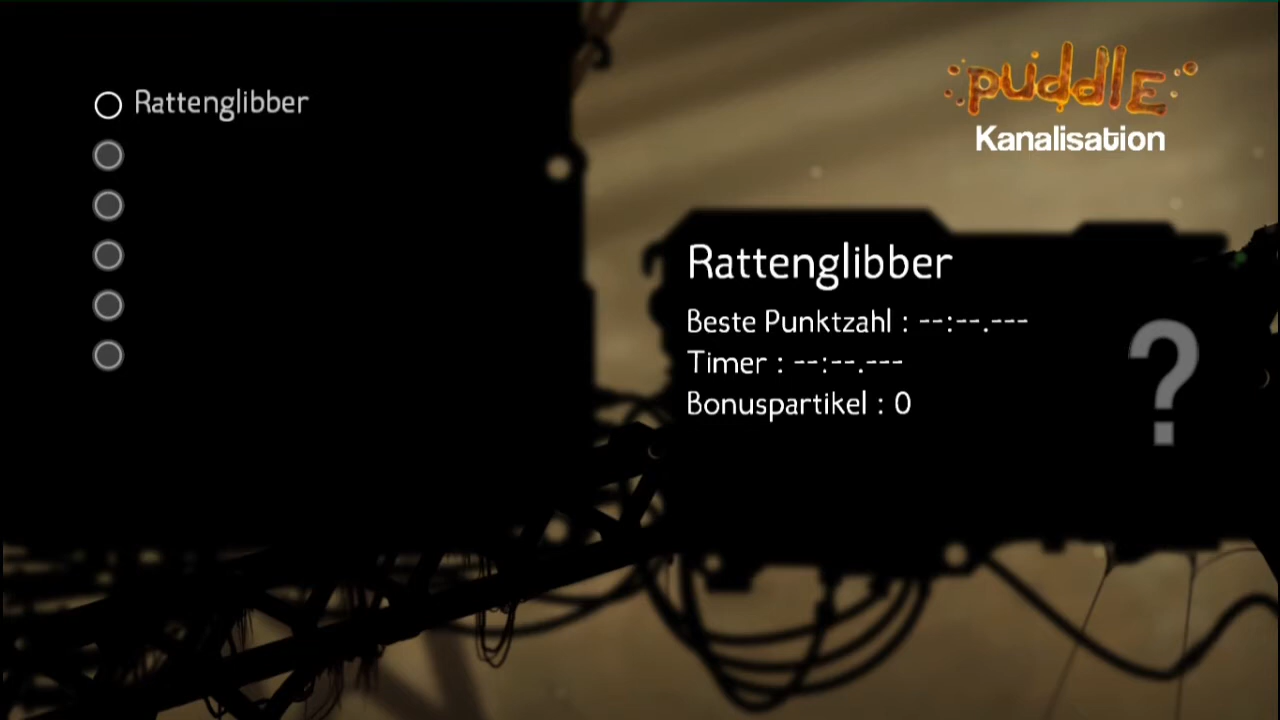 Rattenglibber
puddlE
Kanalisation
Rattenglibber
Beste Punktzahl : --:--.---
Timer : --:--.---
Bonuspartikel : 0
?